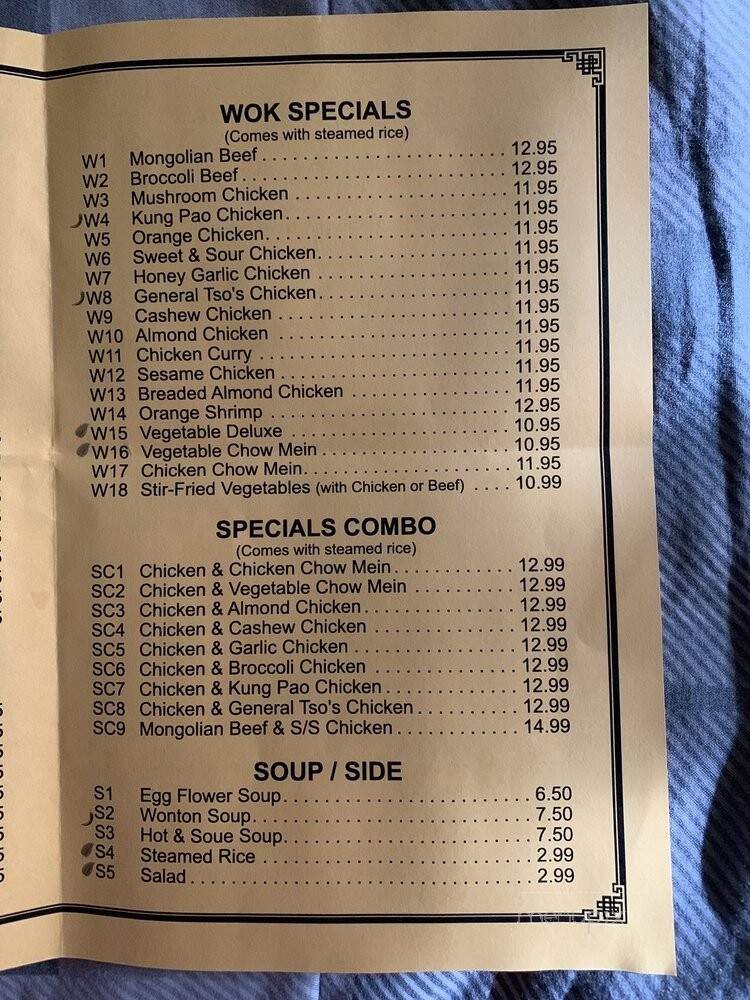 WOK SPECIALS
(Comes with steamed rice)
W1 Mongolian Beef . . . . . . . . . . . . . . . . . . . . . . . . 12.95
W2 Broccoli Beef . . . . . . . . . . . . . . . . . . . . . . . . . . 12.95
W3 Mushroom Chicken . . . . . . . . . . . . . . . . . . . . . 11.95
W4 Kung Pao Chicken . . . . . . . . . . . . . . . . . . . . . . 11.95
W5 Orange Chicken . . . . . . . . . . . . . . . . . . . . . . . . 11.95
W6 Sweet & Sour Chicken . . . . . . . . . . . . . . . . . . . 11.95
W7 Honey Garlic Chicken . . . . . . . . . . . . . . . . . . . 11.95
W8 General Tso's Chicken . . . . . . . . . . . . . . . . . . . 11.95
W9 Cashew Chicken . . . . . . . . . . . . . . . . . . . . . . . 11.95
W10 Almond Chicken . . . . . . . . . . . . . . . . . . . . . . . 11.95
W11 Chicken Curry . . . . . . . . . . . . . . . . . . . . . . . . . 11.95
W12 Sesame Chicken . . . . . . . . . . . . . . . . . . . . . . . 11.95
W13 Breaded Almond Chicken . . . . . . . . . . . . . . . . 11.95
W14 Orange Shrimp . . . . . . . . . . . . . . . . . . . . . . . . 12.95
W15 Vegetable Deluxe . . . . . . . . . . . . . . . . . . . . . . 10.95
W16 Vegetable Chow Mein . . . . . . . . . . . . . . . . . . . 10.95
W17 Chicken Chow Mein . . . . . . . . . . . . . . . . . . . . . 11.95
W18 Stir-Fried Vegetables (with Chicken or Beef) . . . . 10.99
SPECIALS COMBO
(Comes with steamed rice)
SC1 Chicken & Chicken Chow Mein . . . . . . . . . . . . 12.99
SC2 Chicken & Vegetable Chow Mein . . . . . . . . . . 12.99
SC3 Chicken & Almond Chicken . . . . . . . . . . . . . . . 12.99
SC4 Chicken & Cashew Chicken . . . . . . . . . . . . . . 12.99
SC5 Chicken & Garlic Chicken . . . . . . . . . . . . . . . . 12.99
SC6 Chicken & Broccoli Chicken . . . . . . . . . . . . . . 12.99
SC7 Chicken & Kung Pao Chicken . . . . . . . . . . . . . 12.99
SC8 Chicken & General Tso's Chicken . . . . . . . . . . 12.99
SC9 Mongolian Beef & S/S Chicken . . . . . . . . . . . . 14.99
SOUP / SIDE
S1 Egg Flower Soup . . . . . . . . . . . . . . . . . . . . . . . . 6.50
S2 Wonton Soup . . . . . . . . . . . . . . . . . . . . . . . . . . . 7.50
S3 Hot & Soue Soup . . . . . . . . . . . . . . . . . . . . . . . . 7.50
S4 Steamed Rice . . . . . . . . . . . . . . . . . . . . . . . . . . 2.99
S5 Salad . . . . . . . . . . . . . . . . . . . . . . . . . . . . . . . . . 2.99